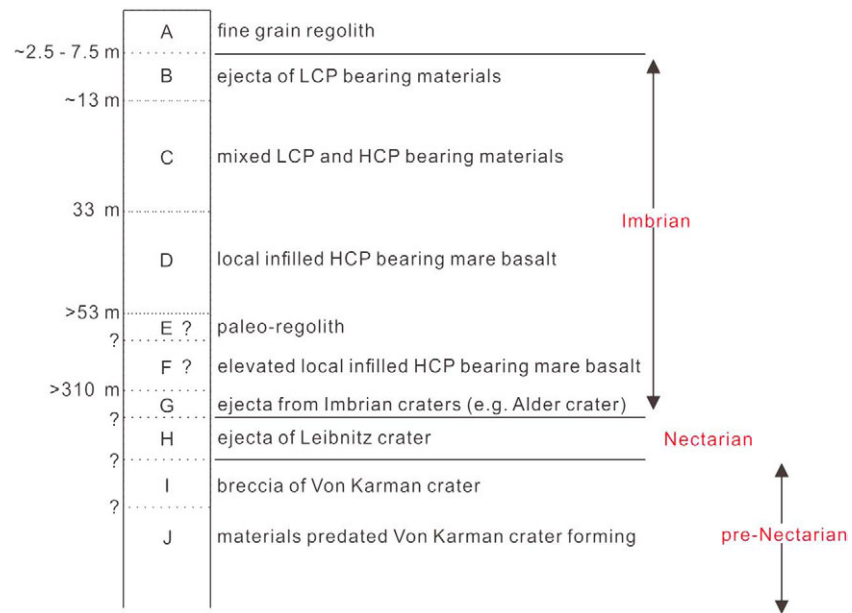 A fine grain regolith
~2.5 - 7.5 m
B ejecta of LCP bearing materials
~13 m
C mixed LCP and HCP bearing materials
33 m
Imbrian
D local infilled HCP bearing mare basalt
>53 m
E ? paleo-regolith
?
F ? elevated local infilled HCP bearing mare basalt
>310 m
G ejecta from Imbrian craters (e.g. Alder crater)
?
H ejecta of Leibnitz crater
Nectarian
?
I breccia of Von Karman crater
?
J materials predated Von Karman crater forming
pre-Nectarian